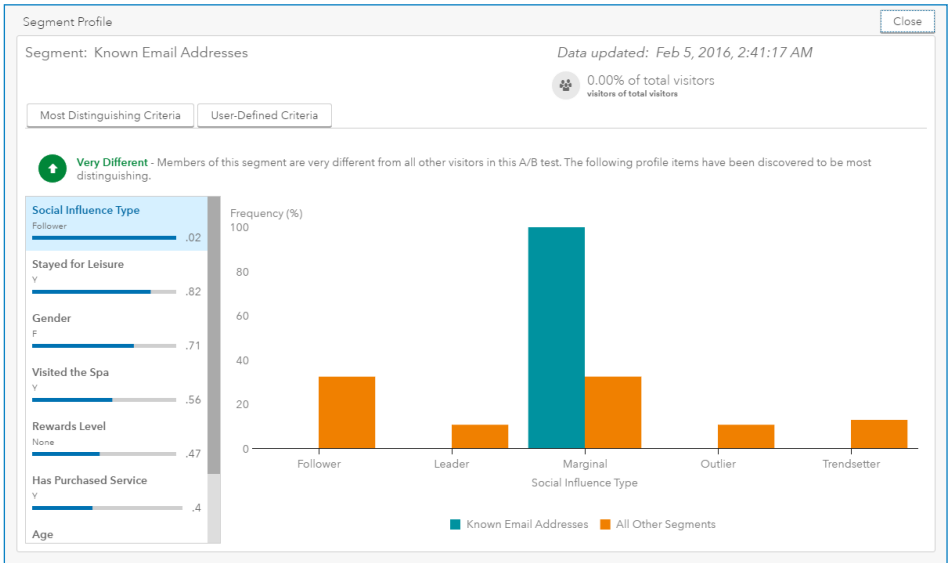 Segment Profile
Close
Segment: Known Email Addresses
Data updated: Feb 5, 2016, 2:41:17 AM
0.00% of total visitors
visitors of total visitors
Most Distinguishing Criteria
User-Defined Criteria
Very Different - Members of this segment are very different from all other visitors in this A/B test. The following profile items have been discovered to be most
distinguishing.
Social Influence Type
Follower
.02
Stayed for Leisure
Y
.82
Gender
F
.71
Visited the Spa
Y
.56
Rewards Level
None
.47
Has Purchased Service
Y
.4
Age
Frequency (%)
100
80
60
40
20
0
Follower
Leader
Marginal
Outlier
Trendsetter
Social Influence Type
Known Email Addresses
All Other Segments